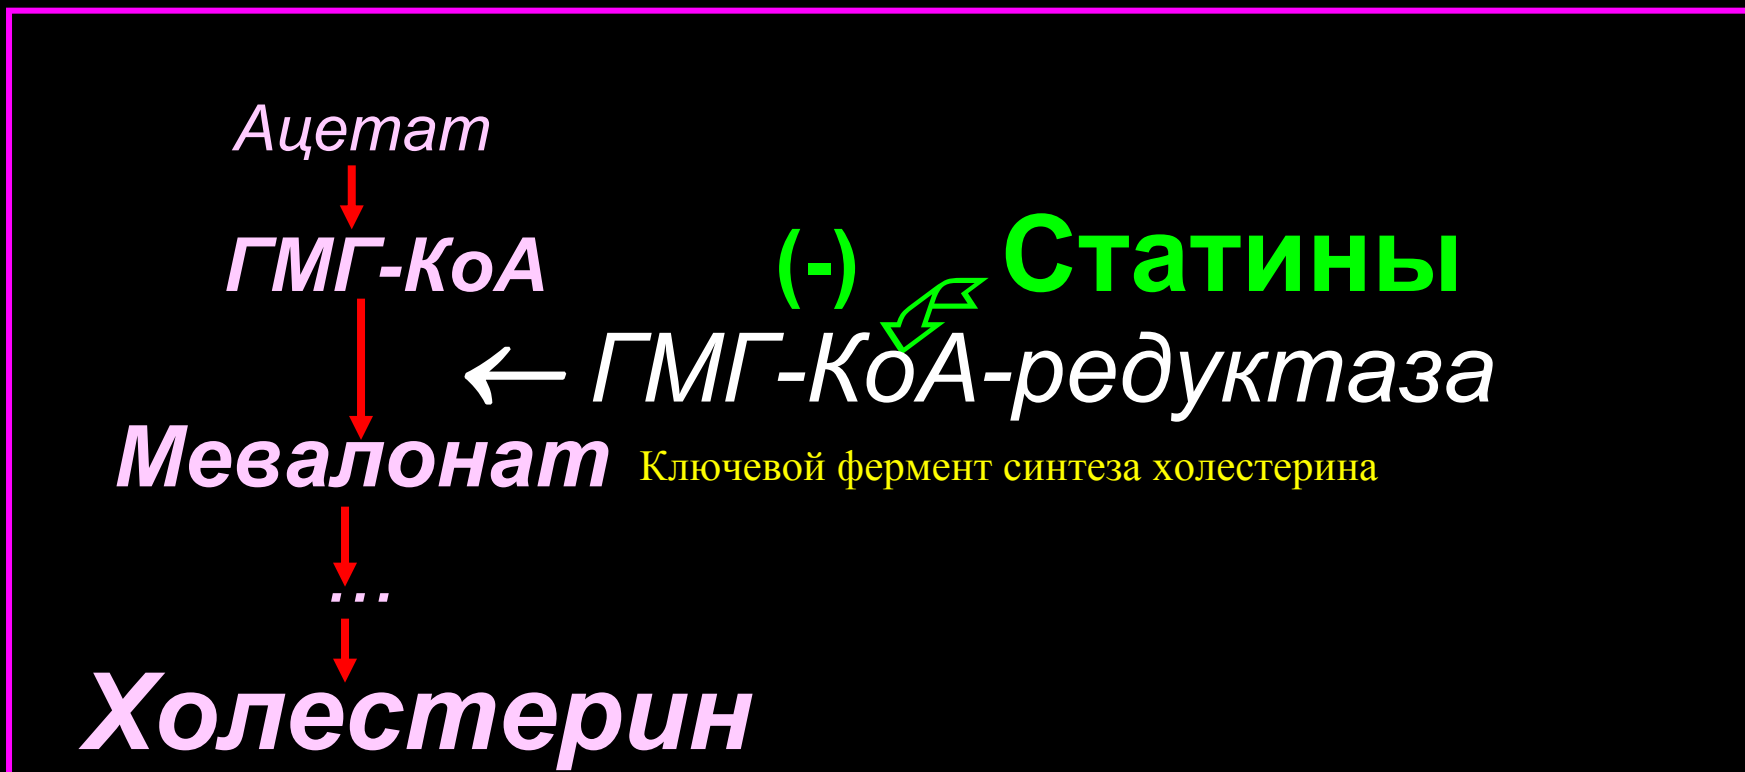 Ацетат
ГМГ-КоА
(-) Статины
← ГМГ-КоА-редуктаза
Мевалонат
Ключевой фермент синтеза холестерина
…
Холестерин